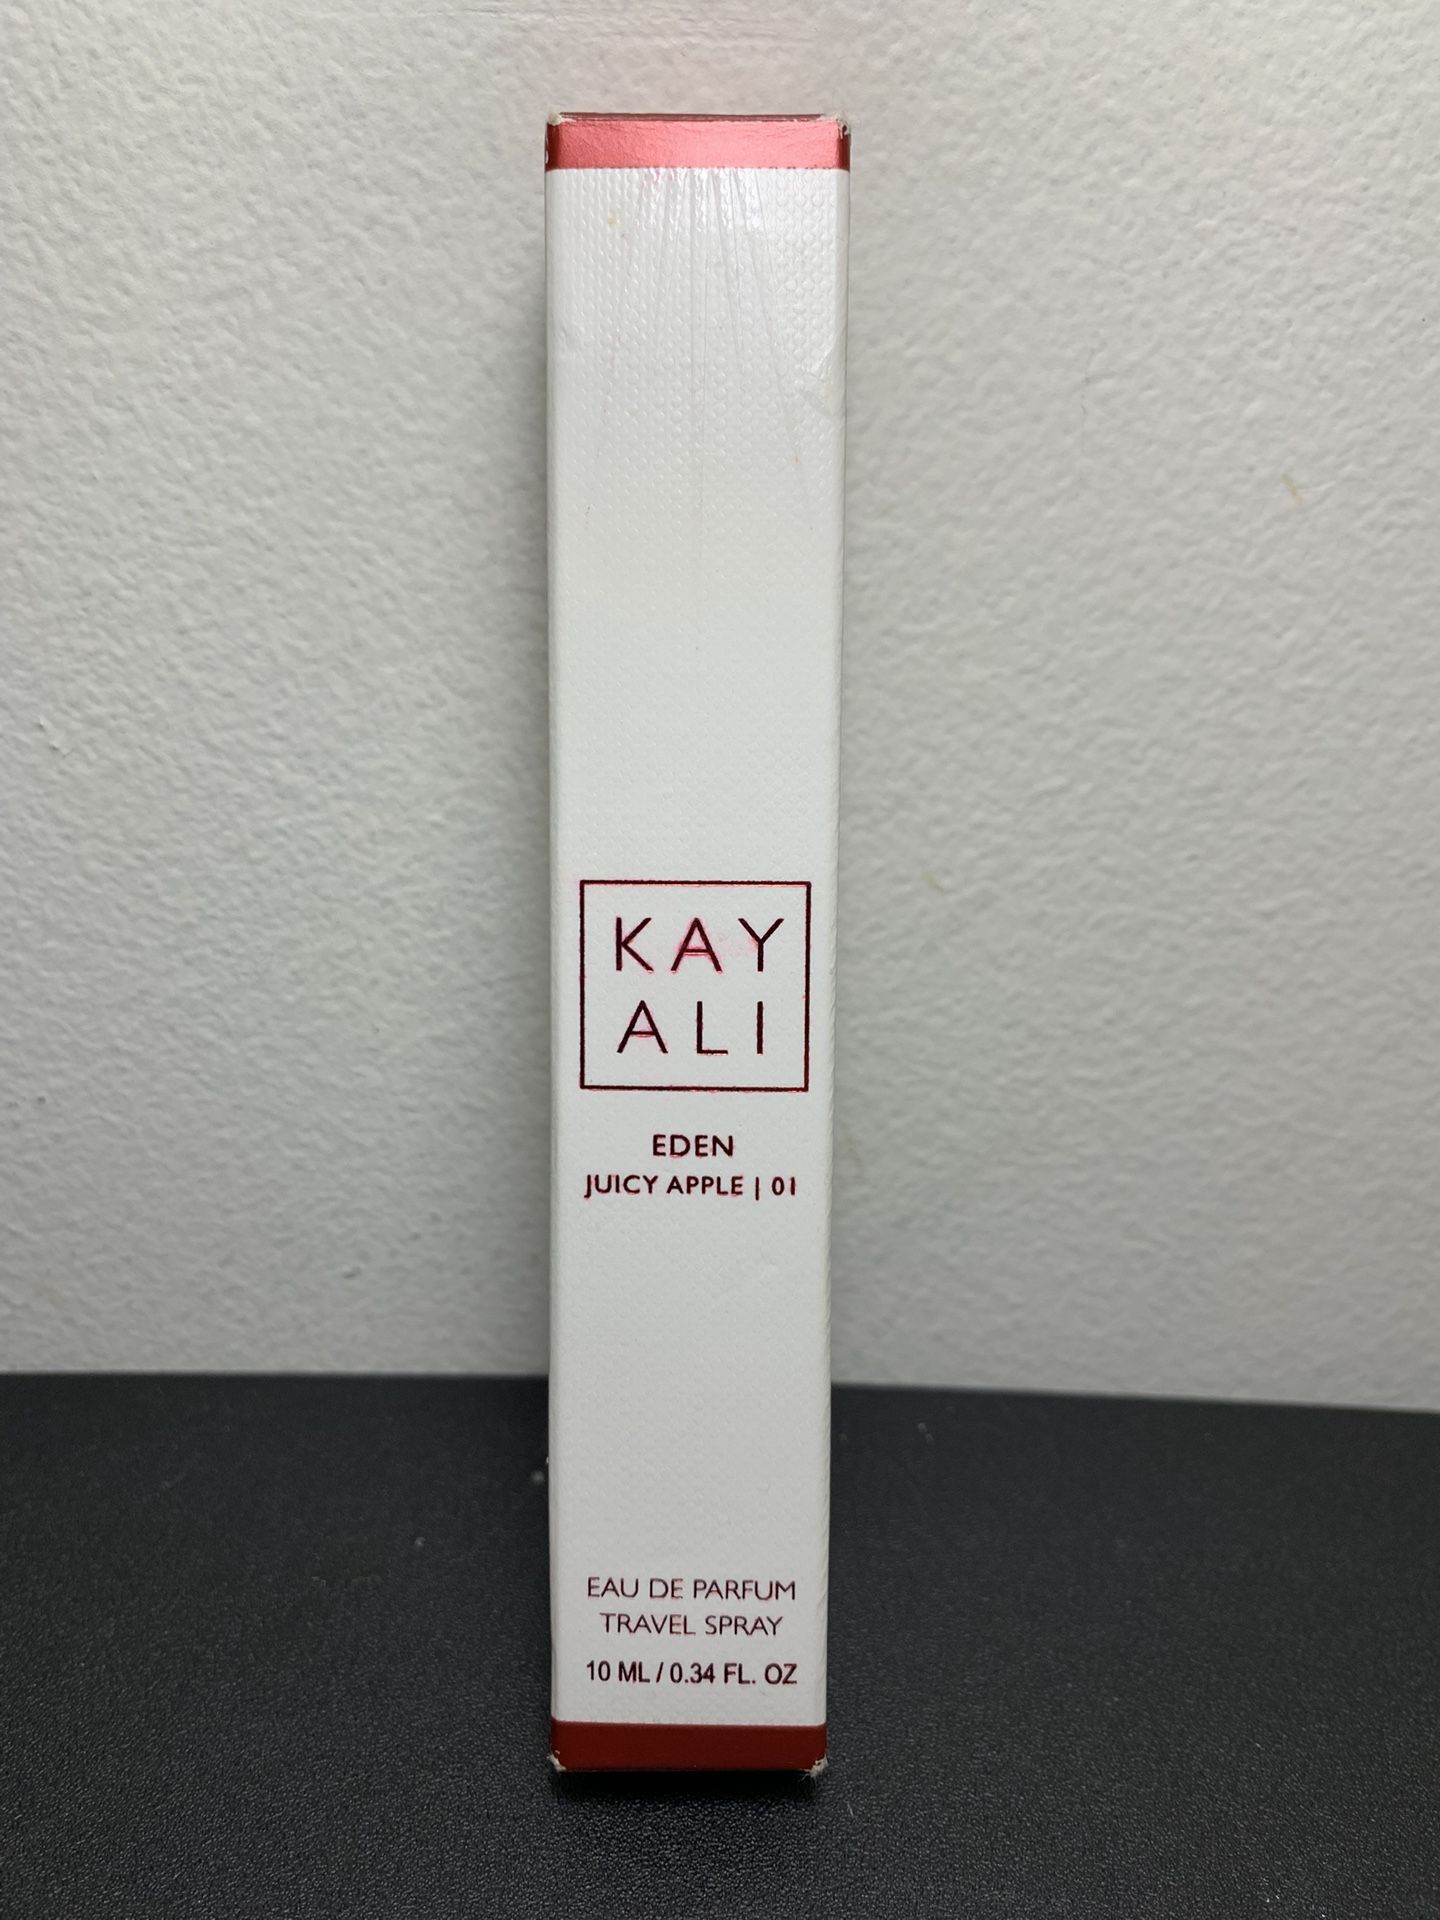 KAY
ALI
EDEN
JUICY APPLE | 01
EAU DE PARFUM
TRAVEL SPRAY
10 ML / 0.34 FL. OZ